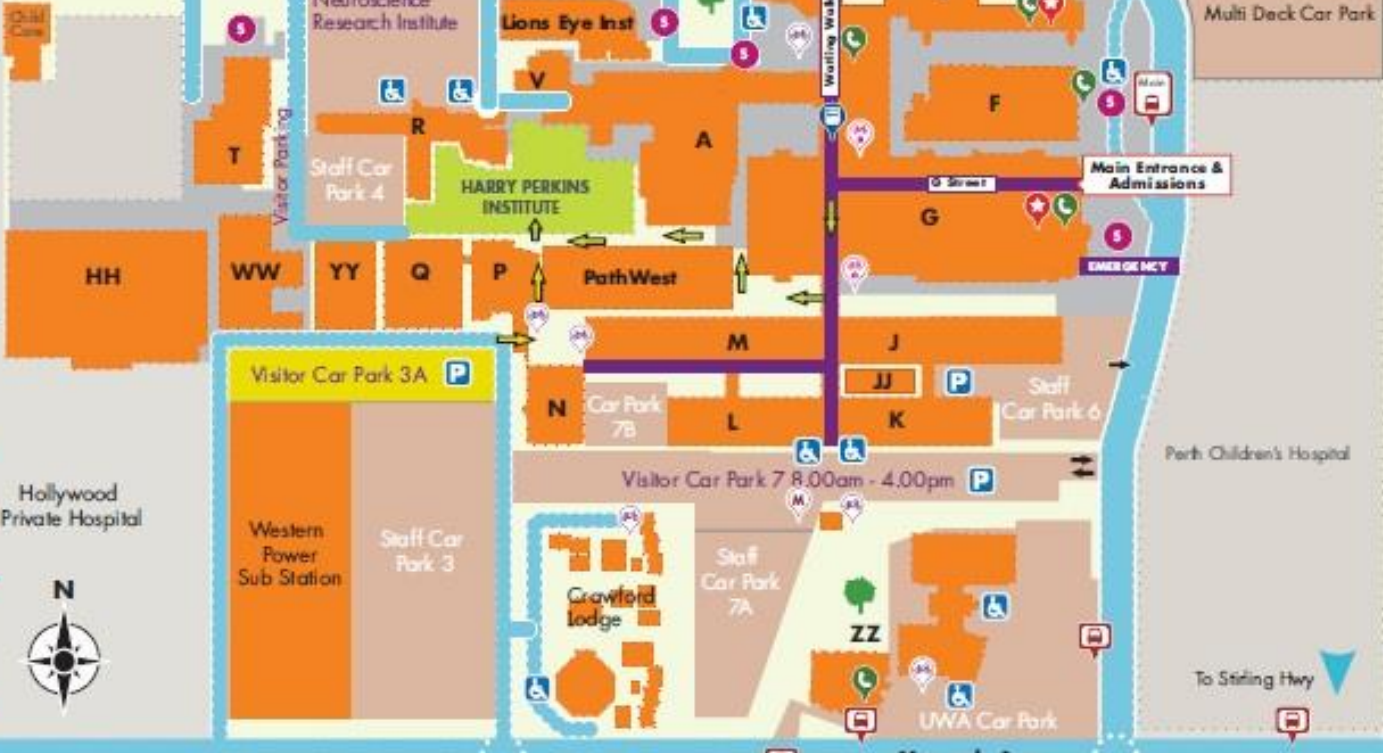 Child
Care
S
Neuroscience
Research Institute
Lions Eye Inst
S
S
Watling Walk
Multi Deck Car Park
V
R
A
F
S
Main
T
Visitor Parking
Staff Car
Park 4
HARRY PERKINS
INSTITUTE
G Street
Main Entrance &
Admissions
G
S
EMERGENCY
HH
WW
YY
Q
P
PathWest
M
J
Visitor Car Park 3A
P
JJ
P
N
Car Park
7B
L
K
Staff
Car Park 6
Perth Children's Hospital
Visitor Car Park 7 8.00am - 4.00pm
P
M
Hollywood
Private Hospital
Western
Power
Sub Station
Staff Car
Park 3
Crawford
Lodge
Staff
Car Park
7A
ZZ
N
To Stirling Hwy
UWA Car Park